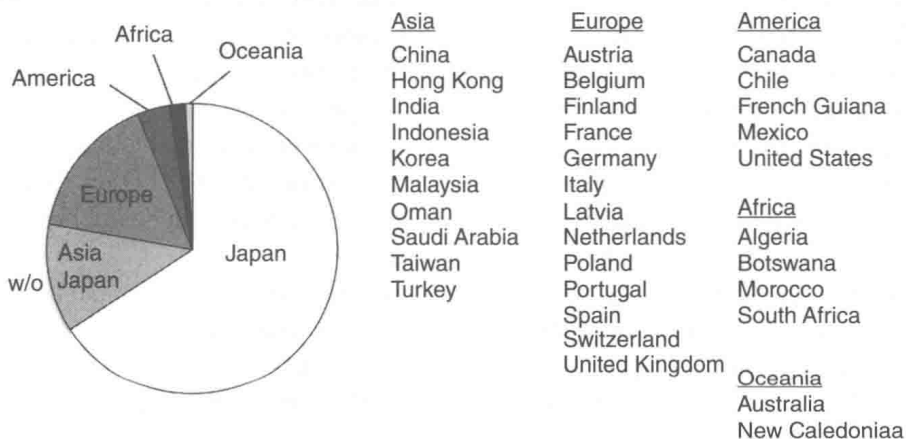 Africa
Oceania
America
Europe
Asia
w/o Japan
Japan
Asia
China
Hong Kong
India
Indonesia
Korea
Malaysia
Oman
Saudi Arabia
Taiwan
Turkey
Europe
Austria
Belgium
Finland
France
Germany
Italy
Latvia
Netherlands
Poland
Portugal
Spain
Switzerland
United Kingdom
America
Canada
Chile
French Guiana
Mexico
United States
Africa
Algeria
Botswana
Morocco
South Africa
Oceania
Australia
New Caledoniaa